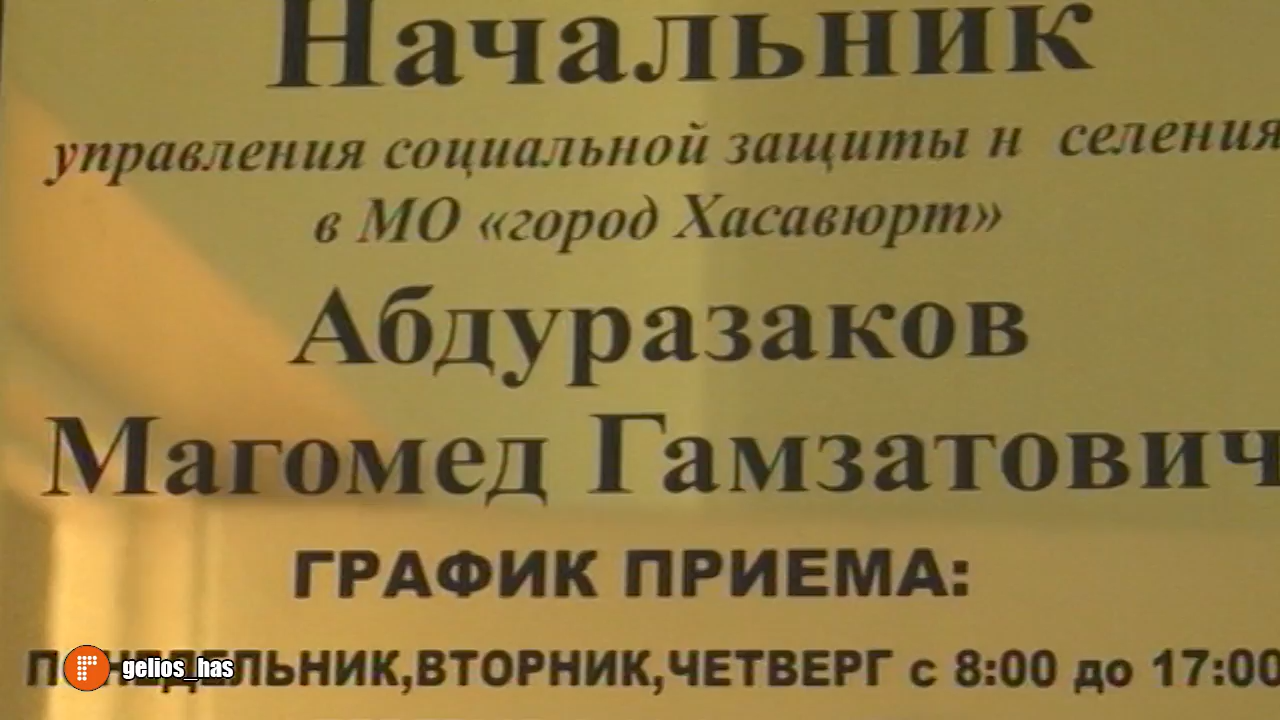 Начальник
управления социальной защиты н селения
в МО «город Хасавюрт»
Абдуразаков
Магомед Гамзатович
ГРАФИК ПРИЕМА:
ПОНЕДЕЛЬНИК,ВТОРНИК,ЧЕТВЕРГ с 8:00 до 17:00
gelios_has